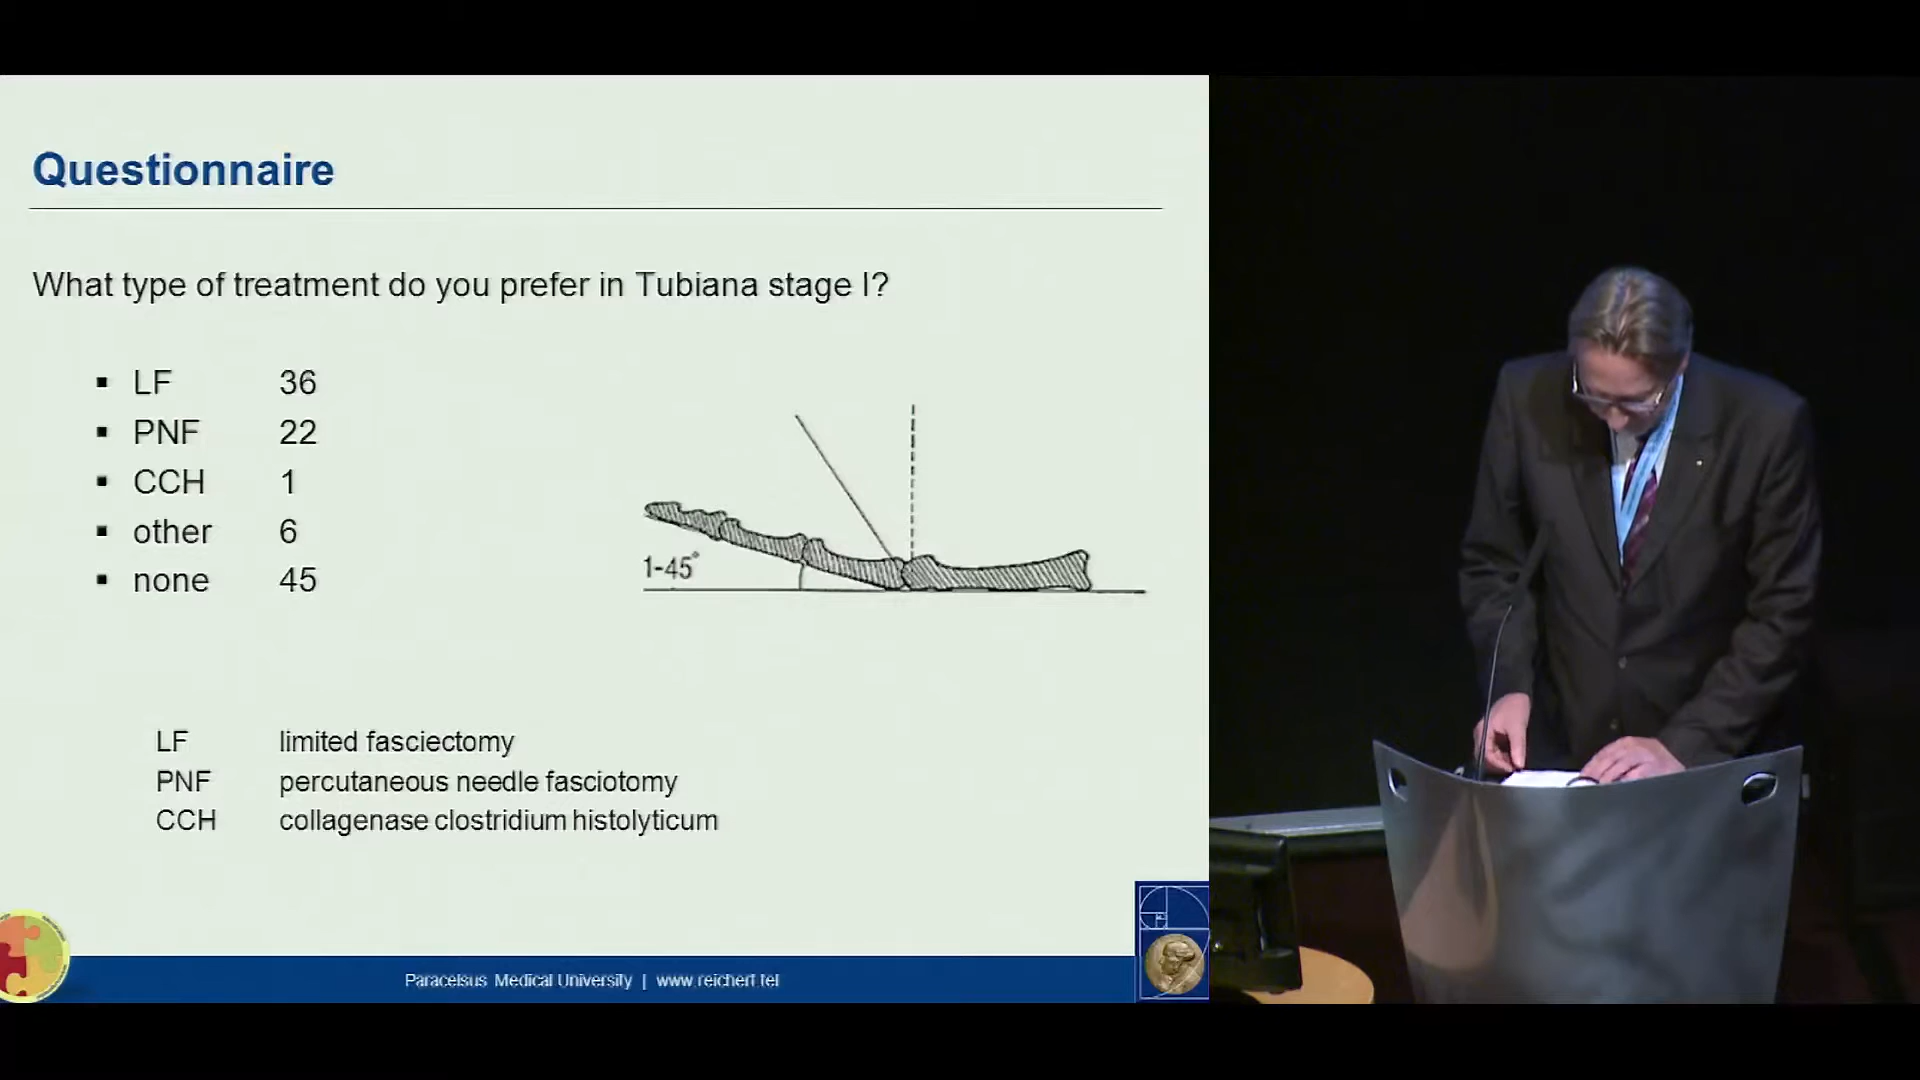 Questionnaire
What type of treatment do you prefer in Tubiana stage I?
▪ LF 36
▪ PNF 22
▪ CCH 1
▪ other 6
▪ none 45
1-45°
LF limited fasciectomy
PNF percutaneous needle fasciotomy
CCH collagenase clostridium histolyticum
Paracelsus Medical University | www.reichert.tel